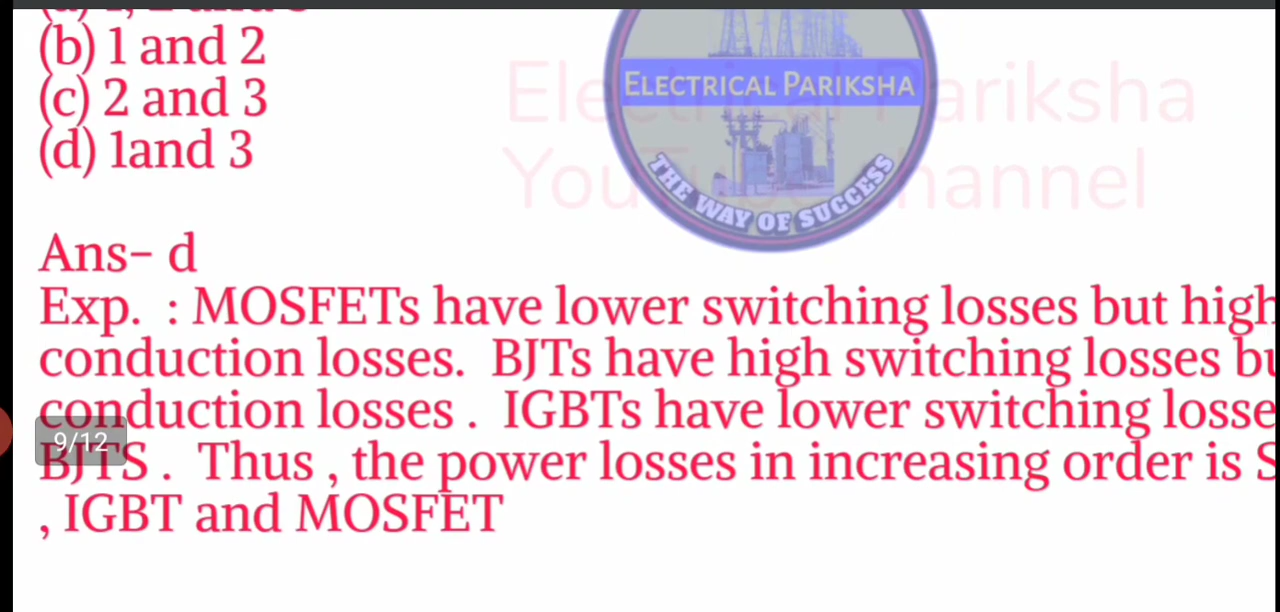 (b) 1 and 2
(c) 2 and 3
(d) 1and 3
ELECTRICAL PARIKSHA
THE WAY OF SUCCESS
Ans- d
Exp. : MOSFETs have lower switching losses but high
conduction losses. BJTs have high switching losses
conduction losses . IGBTs have lower switching
9/12
BJTS . Thus , the power losses in increasing order is
, IGBT and MOSFET